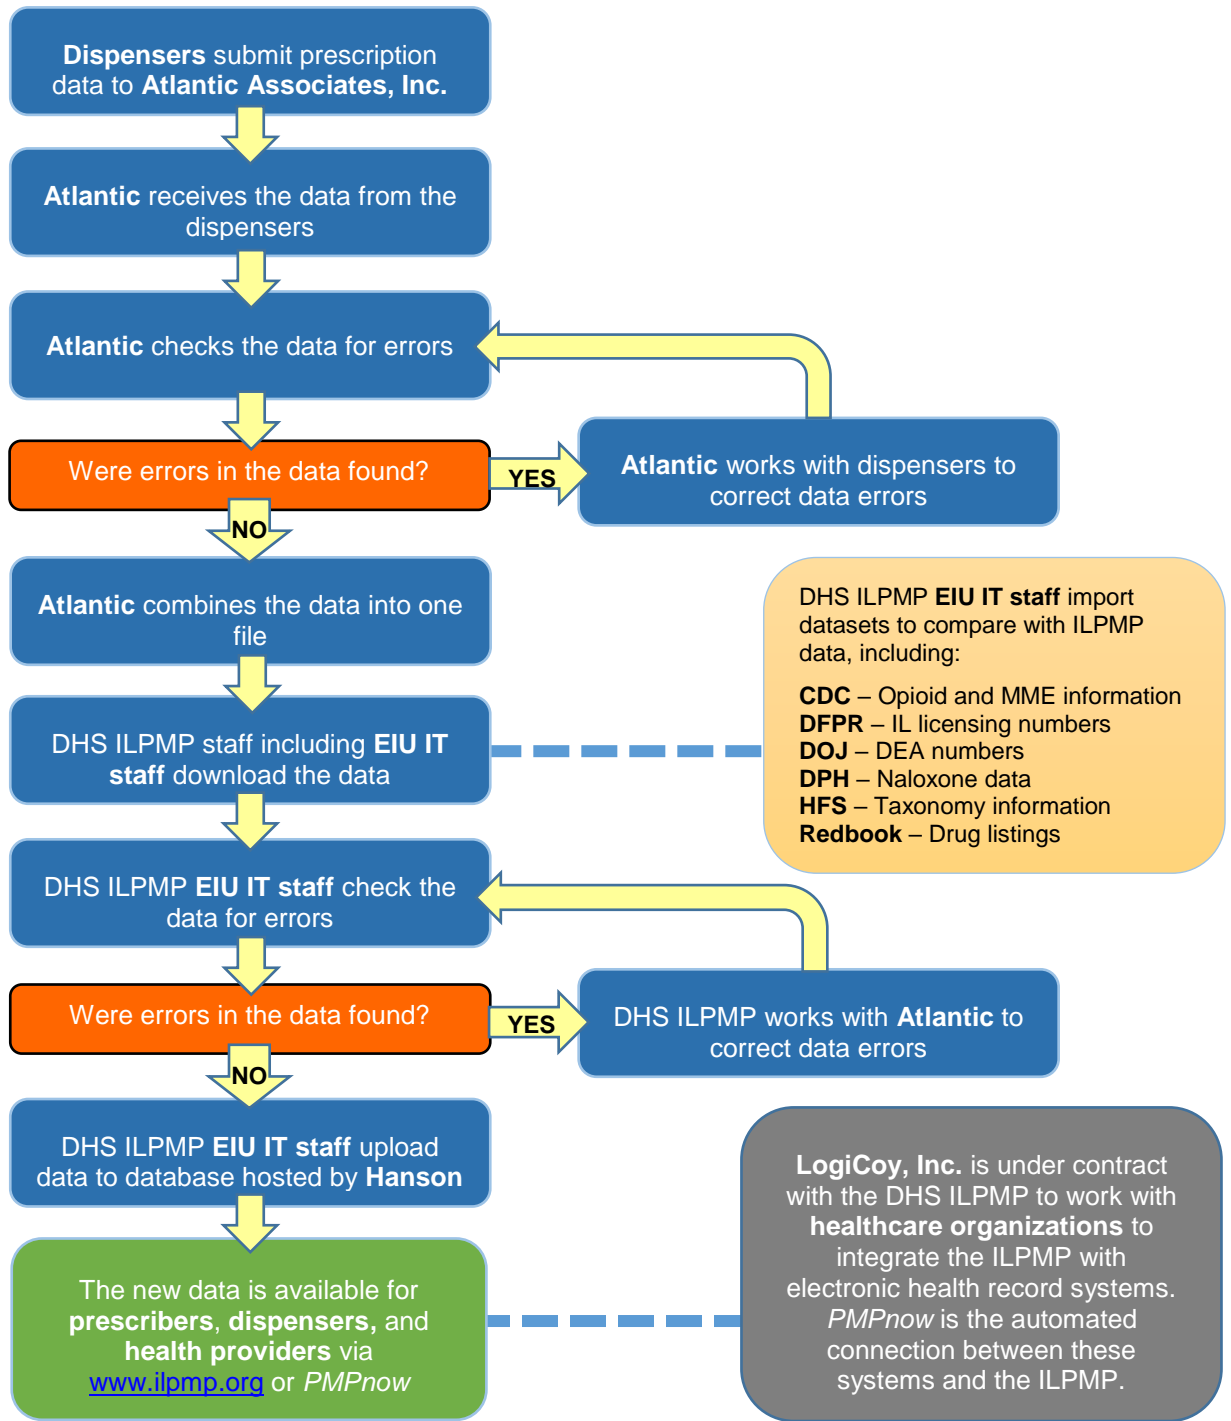 Dispensers submit prescription
data to Atlantic Associates, Inc.
Atlantic receives the data from the
dispensers
Atlantic checks the data for errors
Were errors in the data found?
YES
Atlantic works with dispensers to
correct data errors
NO
Atlantic combines the data into one
file
DHS ILPMP EIU IT staff import
datasets to compare with ILPMP
data, including:
CDC – Opioid and MME information
DFPR – IL licensing numbers
DOJ – DEA numbers
DPH – Naloxone data
HFS – Taxonomy information
Redbook – Drug listings
DHS ILPMP staff including EIU IT
staff download the data
DHS ILPMP EIU IT staff check the
data for errors
Were errors in the data found?
YES
DHS ILPMP works with Atlantic to
correct data errors
NO
DHS ILPMP EIU IT staff upload
data to database hosted by Hanson
The new data is available for
prescribers, dispensers, and
health providers via
www.ilpmp.org or PMPnow
LogiCoy, Inc. is under contract
with the DHS ILPMP to work with
healthcare organizations to
integrate the ILPMP with
electronic health record systems.
PMPnow is the automated
connection between these
systems and the ILPMP.